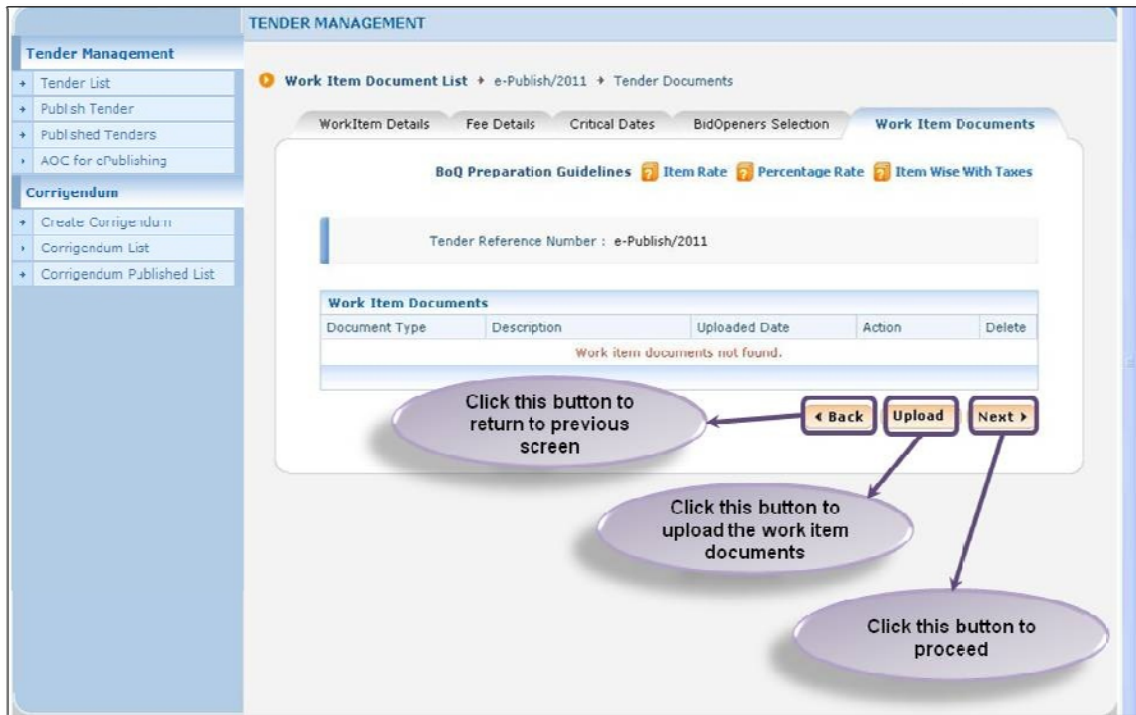 TENDER MANAGEMENT
Tender Management
Tender List
Publish Tender
Published Tenders
AOC for ePublishing
Corrigendum
Create Corrigendum
Corrigendum List
Corrigendum Published List
Work Item Document List e-Publish/2011 Tender Documents
WorkItem Details Fee Details Critical Dates BidOpeners Selection Work Item Documents
BoQ Preparation Guidelines ? Item Rate ? Percentage Rate ? Item Wise With Taxes
Tender Reference Number : e-Publish/2011
Work Item Documents
Document Type Description Uploaded Date Action Delete
Work item documents not found.
Back Upload Next
Click this button to
return to previous
screen
Click this button to
upload the work item
documents
Click this button to
proceed